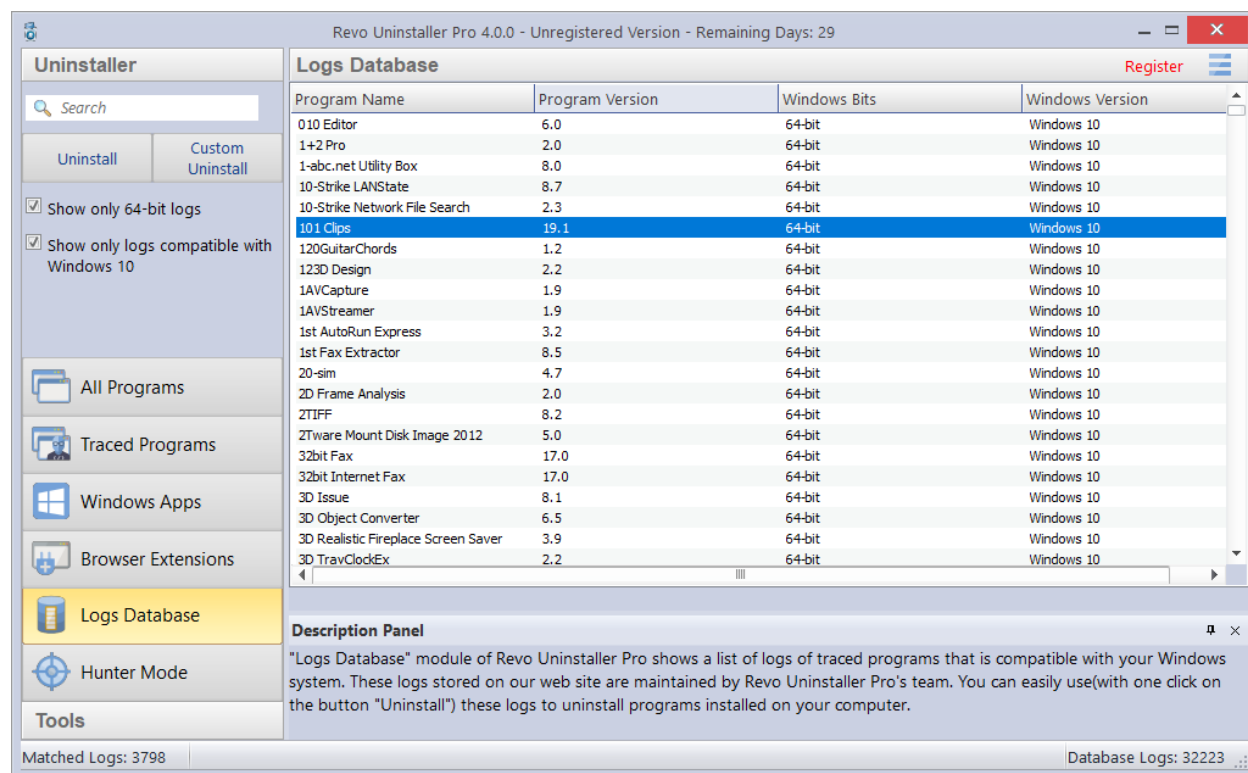 Revo Uninstaller Pro 4.0.0 - Unregistered Version - Remaining Days: 29
Uninstaller
Search
Uninstall
Custom
Uninstall
Show only 64-bit logs
Show only logs compatible with
Windows 10
All Programs
Traced Programs
Windows Apps
Browser Extensions
Logs Database
Hunter Mode
Tools
Logs Database
Register
Program Name Program Version Windows Bits Windows Version
010 Editor 6.0 64-bit Windows 10
1+2 Pro 2.0 64-bit Windows 10
1-abc.net Utility Box 8.0 64-bit Windows 10
10-Strike LANState 8.7 64-bit Windows 10
10-Strike Network File Search 2.3 64-bit Windows 10
101 Clips 19.1 64-bit Windows 10
120GuitarChords 1.2 64-bit Windows 10
123D Design 2.2 64-bit Windows 10
1AVCapture 1.9 64-bit Windows 10
1AVStreamer 1.9 64-bit Windows 10
1st AutoRun Express 3.2 64-bit Windows 10
1st Fax Extractor 8.5 64-bit Windows 10
20-sim 4.7 64-bit Windows 10
2D Frame Analysis 2.0 64-bit Windows 10
2TIFF 8.2 64-bit Windows 10
2Tware Mount Disk Image 2012 5.0 64-bit Windows 10
32bit Fax 17.0 64-bit Windows 10
32bit Internet Fax 17.0 64-bit Windows 10
3D Issue 8.1 64-bit Windows 10
3D Object Converter 6.5 64-bit Windows 10
3D Realistic Fireplace Screen Saver 3.9 64-bit Windows 10
3D TravClockEx 2.2 64-bit Windows 10
Description Panel
"Logs Database" module of Revo Uninstaller Pro shows a list of logs of traced programs that is compatible with your Windows
system. These logs stored on our web site are maintained by Revo Uninstaller Pro's team. You can easily use(with one click on
the button "Uninstall") these logs to uninstall programs installed on your computer.
Matched Logs: 3798
Database Logs: 32223